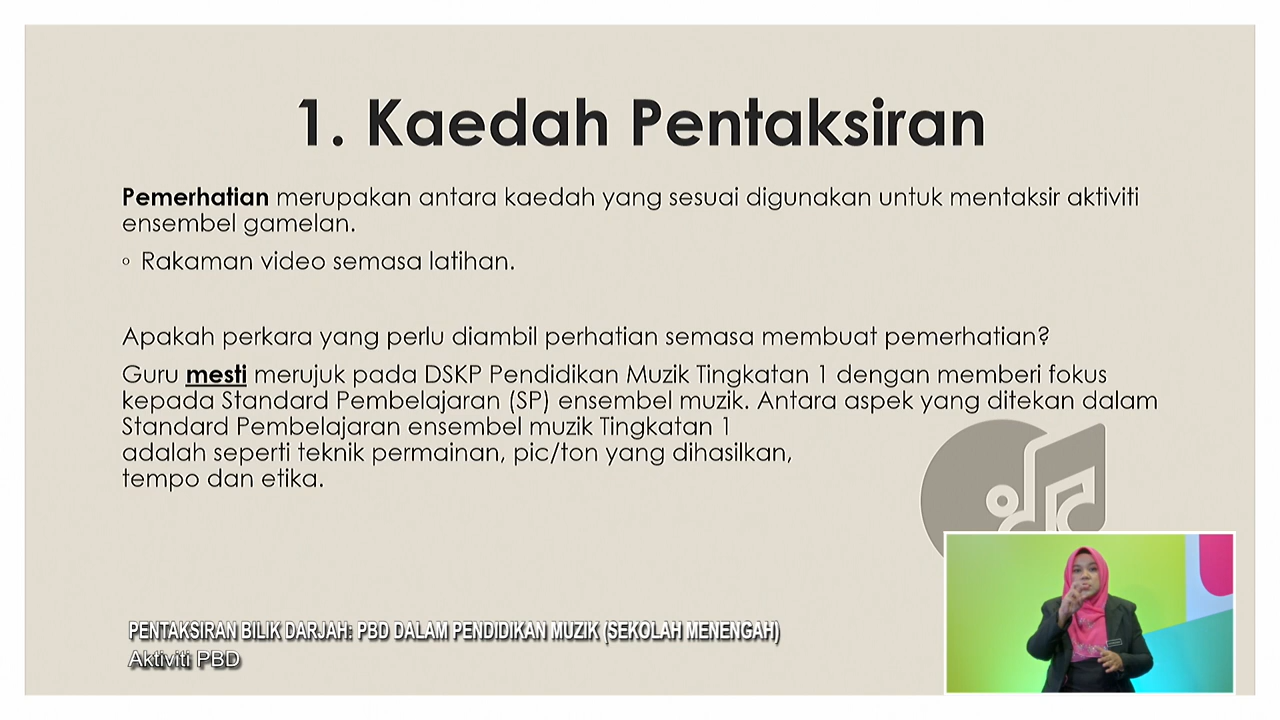 1. Kaedah Pentaksiran
Pemerhatian merupakan antara kaedah yang sesuai digunakan untuk mentaksir aktiviti
ensembel gamelan.
◦ Rakaman video semasa latihan.
Apakah perkara yang perlu diambil perhatian semasa membuat pemerhatian?
Guru mesti merujuk pada DSKP Pendidikan Muzik Tingkatan 1 dengan memberi fokus
kepada Standard Pembelajaran (SP) ensembel muzik. Antara aspek yang ditekan dalam
Standard Pembelajaran ensembel muzik Tingkatan 1
adalah seperti teknik permainan, pic/ton yang dihasilkan,
tempo dan etika.
PENTAKSIRAN BILIK DARJAH: PBD DALAM PENDIDIKAN MUZIK (SEKOLAH MENENGAH)
Aktiviti PBD